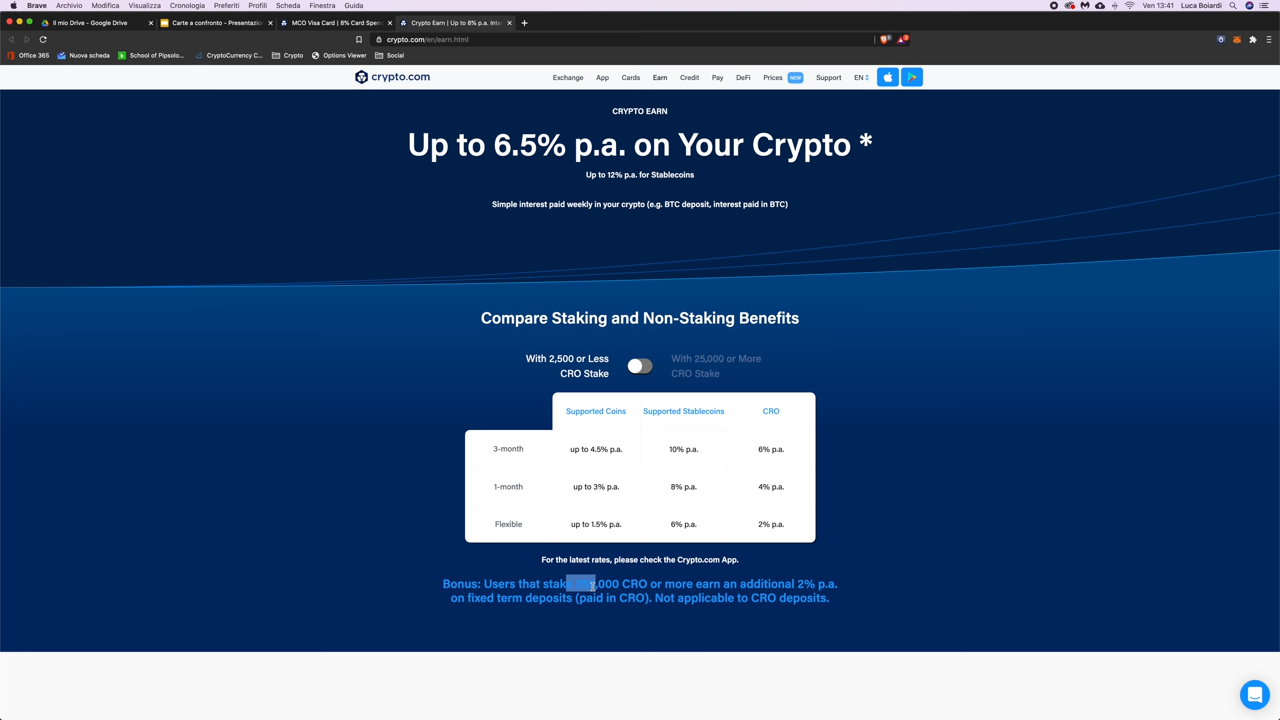 Brave Archivio Modifica Visualizza Cronologia Preferiti Profili Scheda Finestra Guida Ven 13:41 Luca Boiardi
Il mio Drive – Google Drive Carte a confronto - Presentazion MCO Visa Card | 8% Card Spend Crypto Earn | Up to 8% p.a. Inte
crypto.com/en/earn.html
Office 365 Nuova scheda School of Pipsolo... CryptoCurrency C... Crypto Options Viewer Social
crypto.com Exchange App Cards Earn Credit Pay DeFi Prices NEW Support EN
CRYPTO EARN
Up to 6.5% p.a. on Your Crypto *
Up to 12% p.a. for Stablecoins
Simple interest paid weekly in your crypto (e.g. BTC deposit, interest paid in BTC)
Compare Staking and Non-Staking Benefits
With 2,500 or Less
CRO Stake
With 25,000 or More
CRO Stake
Supported Coins Supported Stablecoins CRO
3-month up to 4.5% p.a. 10% p.a. 6% p.a.
1-month up to 3% p.a. 8% p.a. 4% p.a.
Flexible up to 1.5% p.a. 6% p.a. 2% p.a.
For the latest rates, please check the Crypto.com App.
Bonus: Users that stake CRO or more earn an additional 2% p.a.
on fixed term deposits (paid in CRO). Not applicable to CRO deposits.